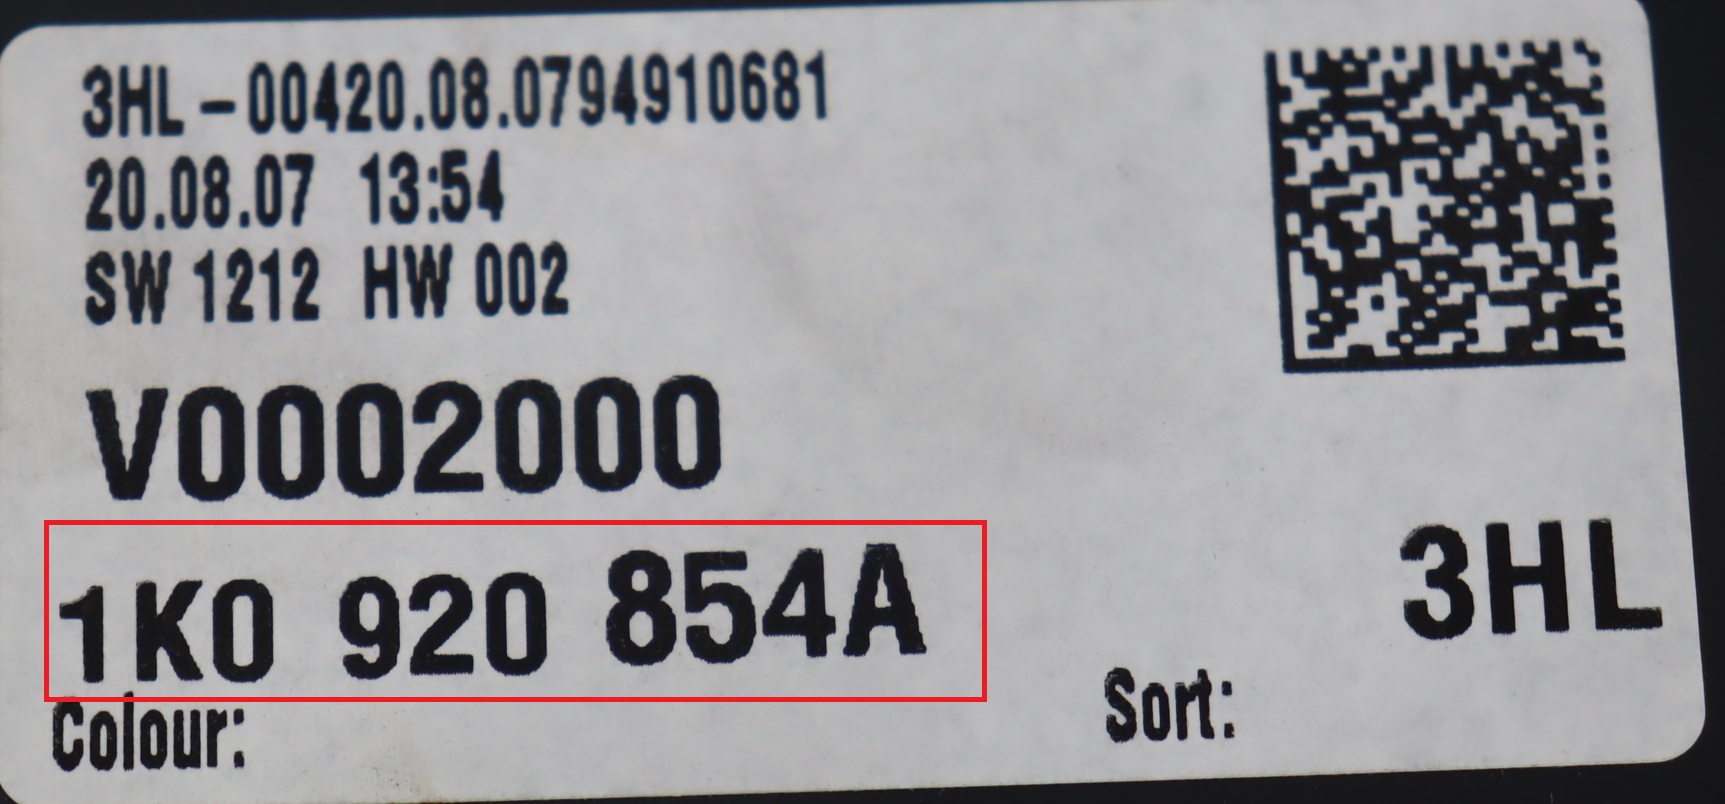 3HL-00420.08.0794910681
20.08.07 13:54
SW 1212 HW 002
V0002000
1K0 920 854A
3HL
Colour:
Sort: